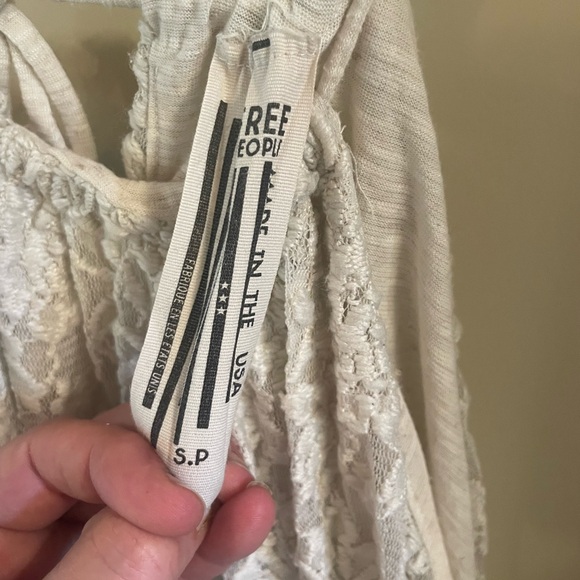 FREE
PEOPLE
MADE IN THE USA
FABRIQUE EN LES ETATS UNIS
S.P